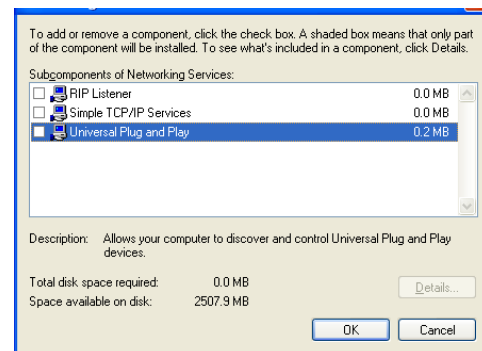 To add or remove a component, click the check box. A shaded box means that only part
of the component will be installed. To see what's included in a component, click Details.
Subcomponents of Networking Services:
RIP Listener 0.0 MB
Simple TCP/IP Services 0.0 MB
Universal Plug and Play 0.2 MB
Description: Allows your computer to discover and control Universal Plug and Play
devices.
Total disk space required: 0.0 MB
Details...
Space available on disk: 2507.9 MB
OK Cancel